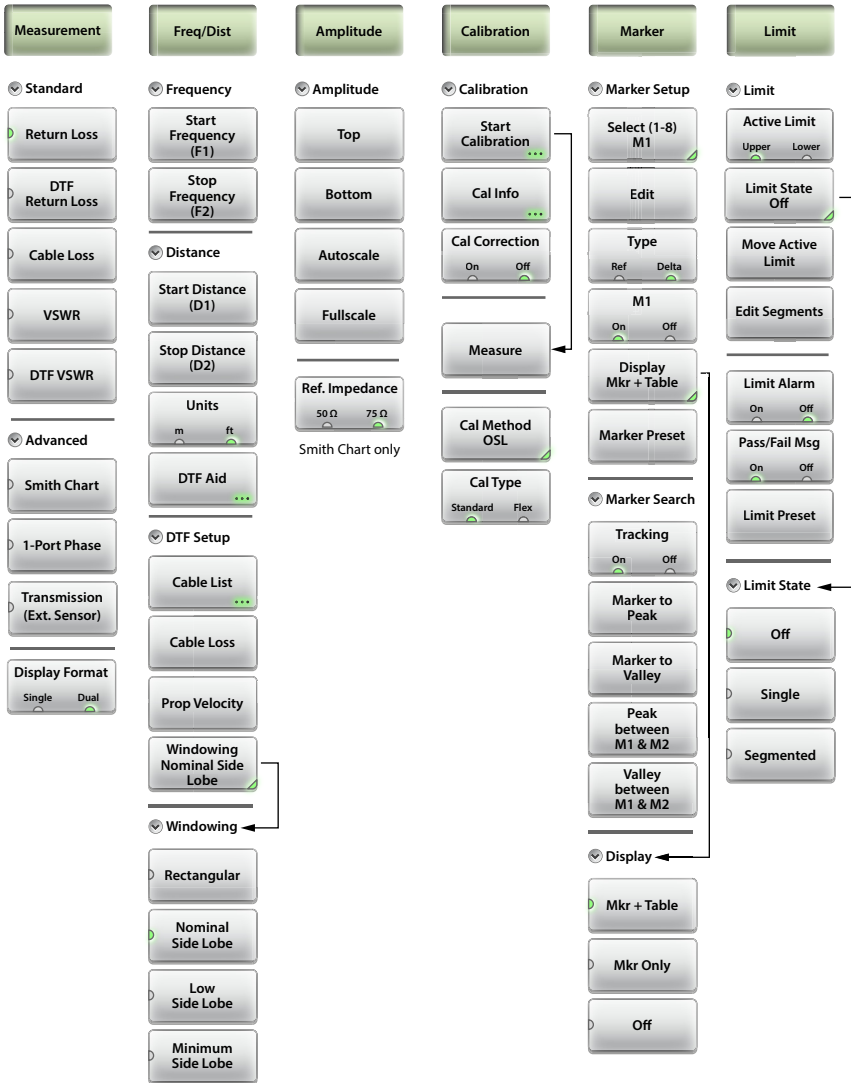 Measurement
Standard
Return Loss
DTF
Return Loss
Cable Loss
VSWR
DTF VSWR
Advanced
Smith Chart
1-Port Phase
Transmission
(Ext. Sensor)
Display Format
Single Dual
Freq/Dist
Frequency
Start
Frequency
(F1)
Stop
Frequency
(F2)
Distance
Start Distance
(D1)
Stop Distance
(D2)
Units
m ft
DTF Aid
DTF Setup
Cable List
Cable Loss
Prop Velocity
Windowing
Nominal Side
Lobe
Windowing
Rectangular
Nominal
Side Lobe
Low
Side Lobe
Minimum
Side Lobe
Amplitude
Amplitude
Top
Bottom
Autoscale
Fullscale
Ref. Impedance
50 Ω 75 Ω
Smith Chart only
Calibration
Calibration
Start
Calibration
Cal Info
Cal Correction
On Off
Measure
Cal Method
OSL
Cal Type
Standard Flex
Marker
Marker Setup
Select (1-8)
M1
Edit
Type
Ref Delta
M1
On Off
Display
Mkr + Table
Marker Preset
Marker Search
Tracking
On Off
Marker to
Peak
Marker to
Valley
Peak
between
M1 & M2
Valley
between
M1 & M2
Display
Mkr + Table
Mkr Only
Off
Limit
Limit
Active Limit
Upper Lower
Limit State
Off
Move Active
Limit
Edit Segments
Limit Alarm
On Off
Pass/Fail Msg
On Off
Limit Preset
Limit State
Off
Single
Segmented